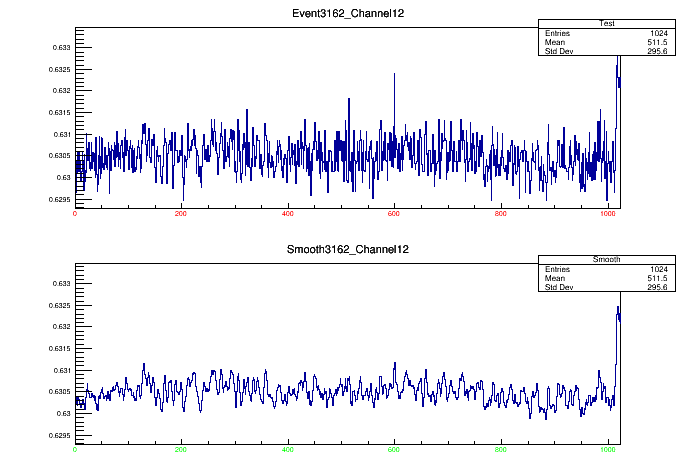 Event3162_Channel12
Test
Entries 1024
Mean 511.5
Std Dev 295.6
0.633
0.6325
0.632
0.6315
0.631
0.6305
0.63
0.6295
0 200 400 600 800 1000
Smooth3162_Channel12
Smooth
Entries 1024
Mean 511.5
Std Dev 295.6
0.633
0.6325
0.632
0.6315
0.631
0.6305
0.63
0.6295
0 200 400 600 800 1000